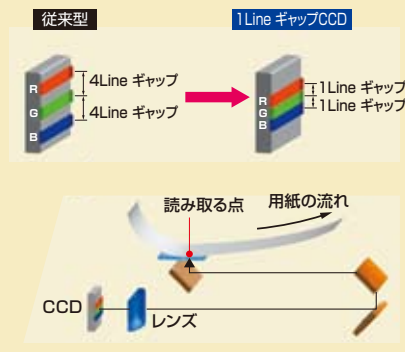 従来型
1Line ギャップCCD
R
G
B
4Line ギャップ
4Line ギャップ
R
G
B
1Line ギャップ
1Line ギャップ
読み取る点
用紙の流れ
CCD
レンズ